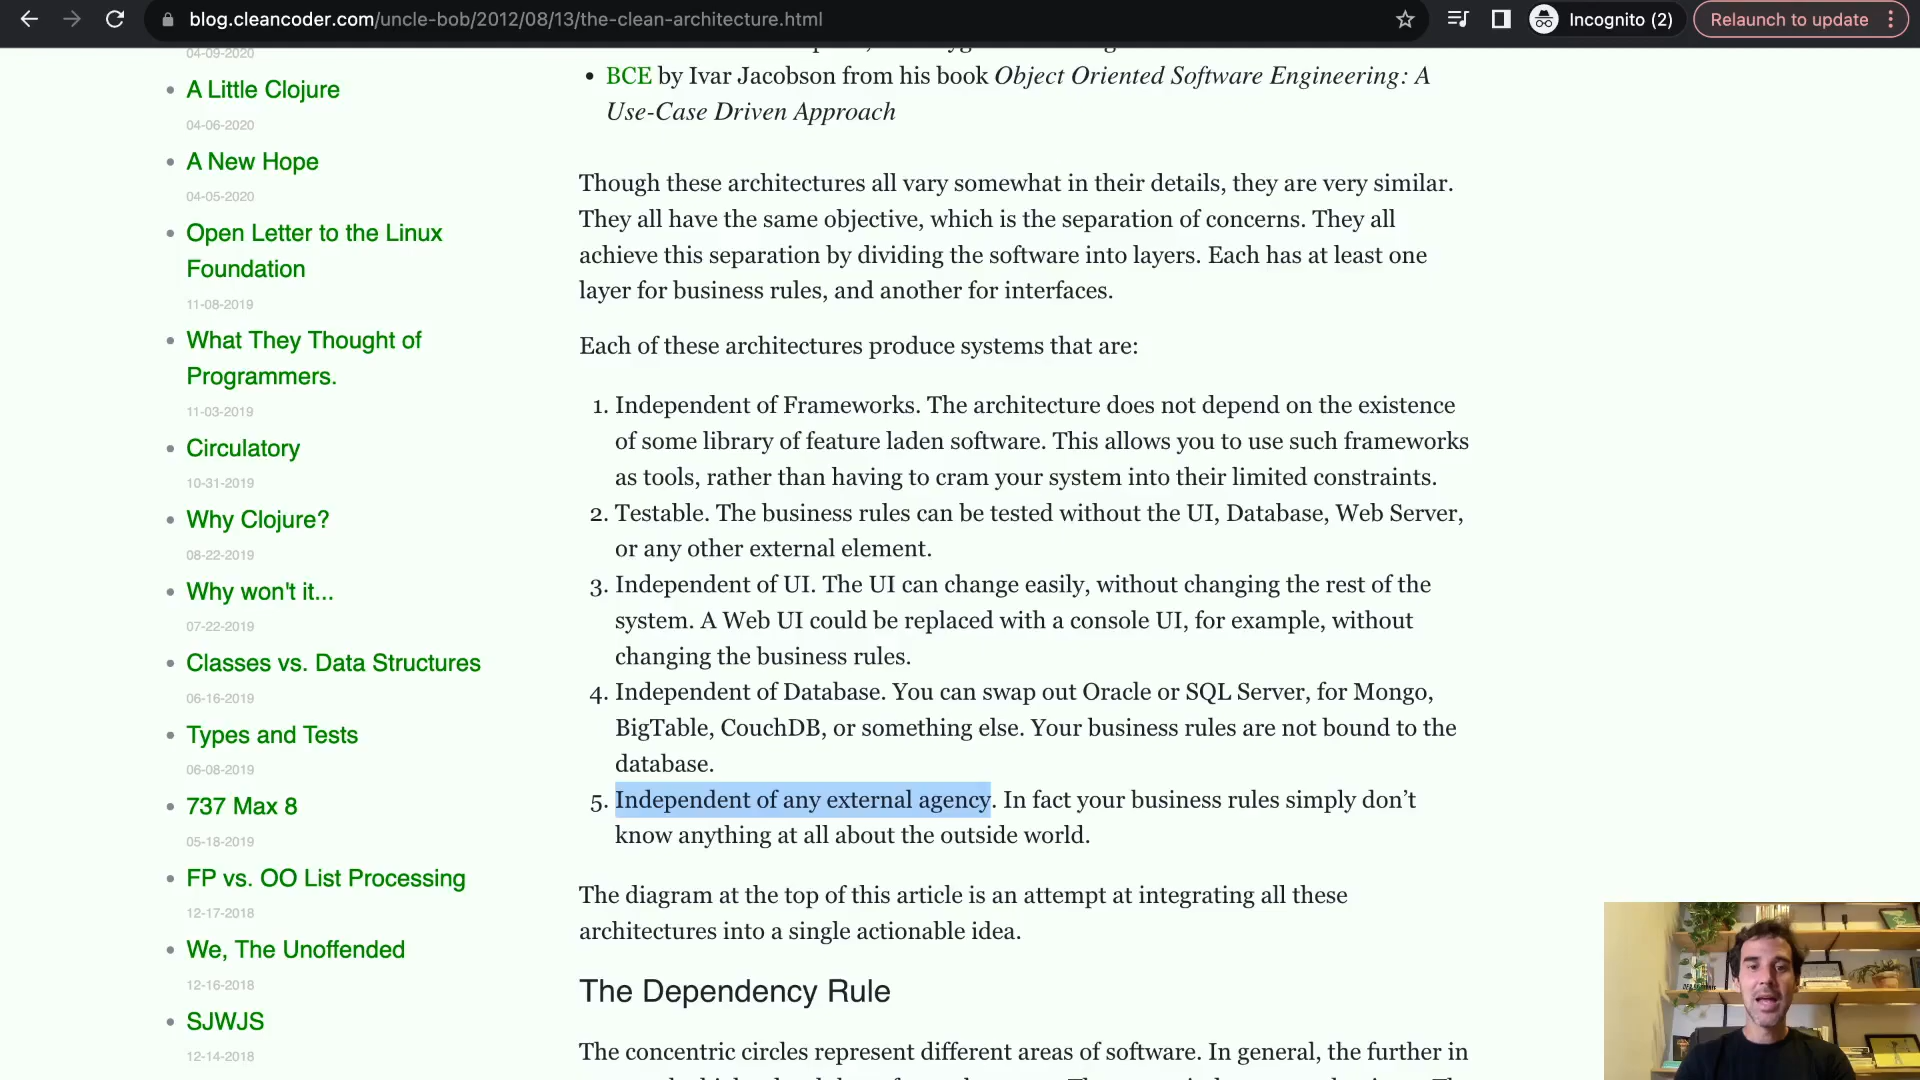 blog.cleancoder.com/uncle-bob/2012/08/13/the-clean-architecture.html
Incognito (2)
Relaunch to update
04-09-2020
A Little Clojure
04-06-2020
A New Hope
04-05-2020
Open Letter to the Linux
Foundation
11-08-2019
What They Thought of
Programmers.
11-03-2019
Circulatory
10-31-2019
Why Clojure?
08-22-2019
Why won't it...
07-22-2019
Classes vs. Data Structures
06-16-2019
Types and Tests
06-08-2019
737 Max 8
05-18-2019
FP vs. OO List Processing
12-17-2018
We, The Unoffended
12-16-2018
SJWJS
12-14-2018
BCE by Ivar Jacobson from his book Object Oriented Software Engineering: A
Use-Case Driven Approach
Though these architectures all vary somewhat in their details, they are very similar.
They all have the same objective, which is the separation of concerns. They all
achieve this separation by dividing the software into layers. Each has at least one
layer for business rules, and another for interfaces.
Each of these architectures produce systems that are:
1. Independent of Frameworks. The architecture does not depend on the existence
of some library of feature laden software. This allows you to use such frameworks
as tools, rather than having to cram your system into their limited constraints.
2. Testable. The business rules can be tested without the UI, Database, Web Server,
or any other external element.
3. Independent of UI. The UI can change easily, without changing the rest of the
system. A Web UI could be replaced with a console UI, for example, without
changing the business rules.
4. Independent of Database. You can swap out Oracle or SQL Server, for Mongo,
BigTable, CouchDB, or something else. Your business rules are not bound to the
database.
5. Independent of any external agency. In fact your business rules simply don’t
know anything at all about the outside world.
The diagram at the top of this article is an attempt at integrating all these
architectures into a single actionable idea.
The Dependency Rule
The concentric circles represent different areas of software. In general, the further in